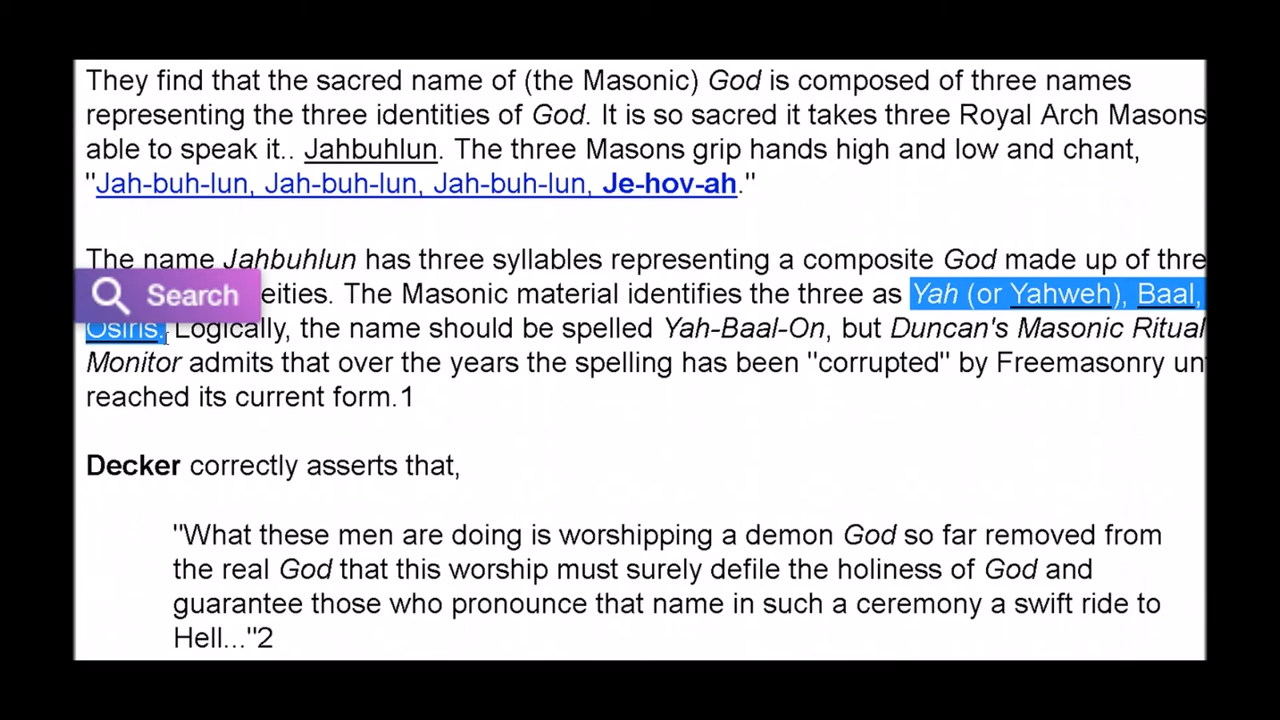 They find that the sacred name of (the Masonic) God is composed of three names
representing the three identities of God. It is so sacred it takes three Royal Arch Masons
able to speak it.. Jahbuhlun. The three Masons grip hands high and low and chant,
"Jah-buh-lun, Jah-buh-lun, Jah-buh-lun, Je-hov-ah."
The name Jahbuhlun has three syllables representing a composite God made up of thre
Search eities. The Masonic material identifies the three as Yah (or Yahweh), Baal,
Osiris. Logically, the name should be spelled Yah-Baal-On, but Duncan's Masonic Ritual
Monitor admits that over the years the spelling has been "corrupted" by Freemasonry un
reached its current form.1
Decker correctly asserts that,
"What these men are doing is worshipping a demon God so far removed from
the real God that this worship must surely defile the holiness of God and
guarantee those who pronounce that name in such a ceremony a swift ride to
Hell..."2